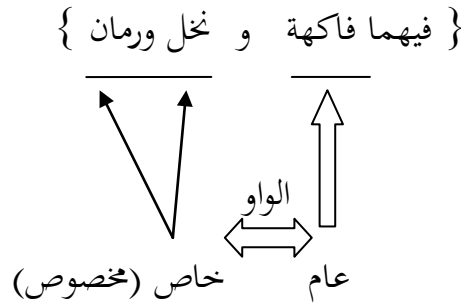 { فيهما فاكهة و نخل ورمان }
الواو
عام خاص (مخصوص)